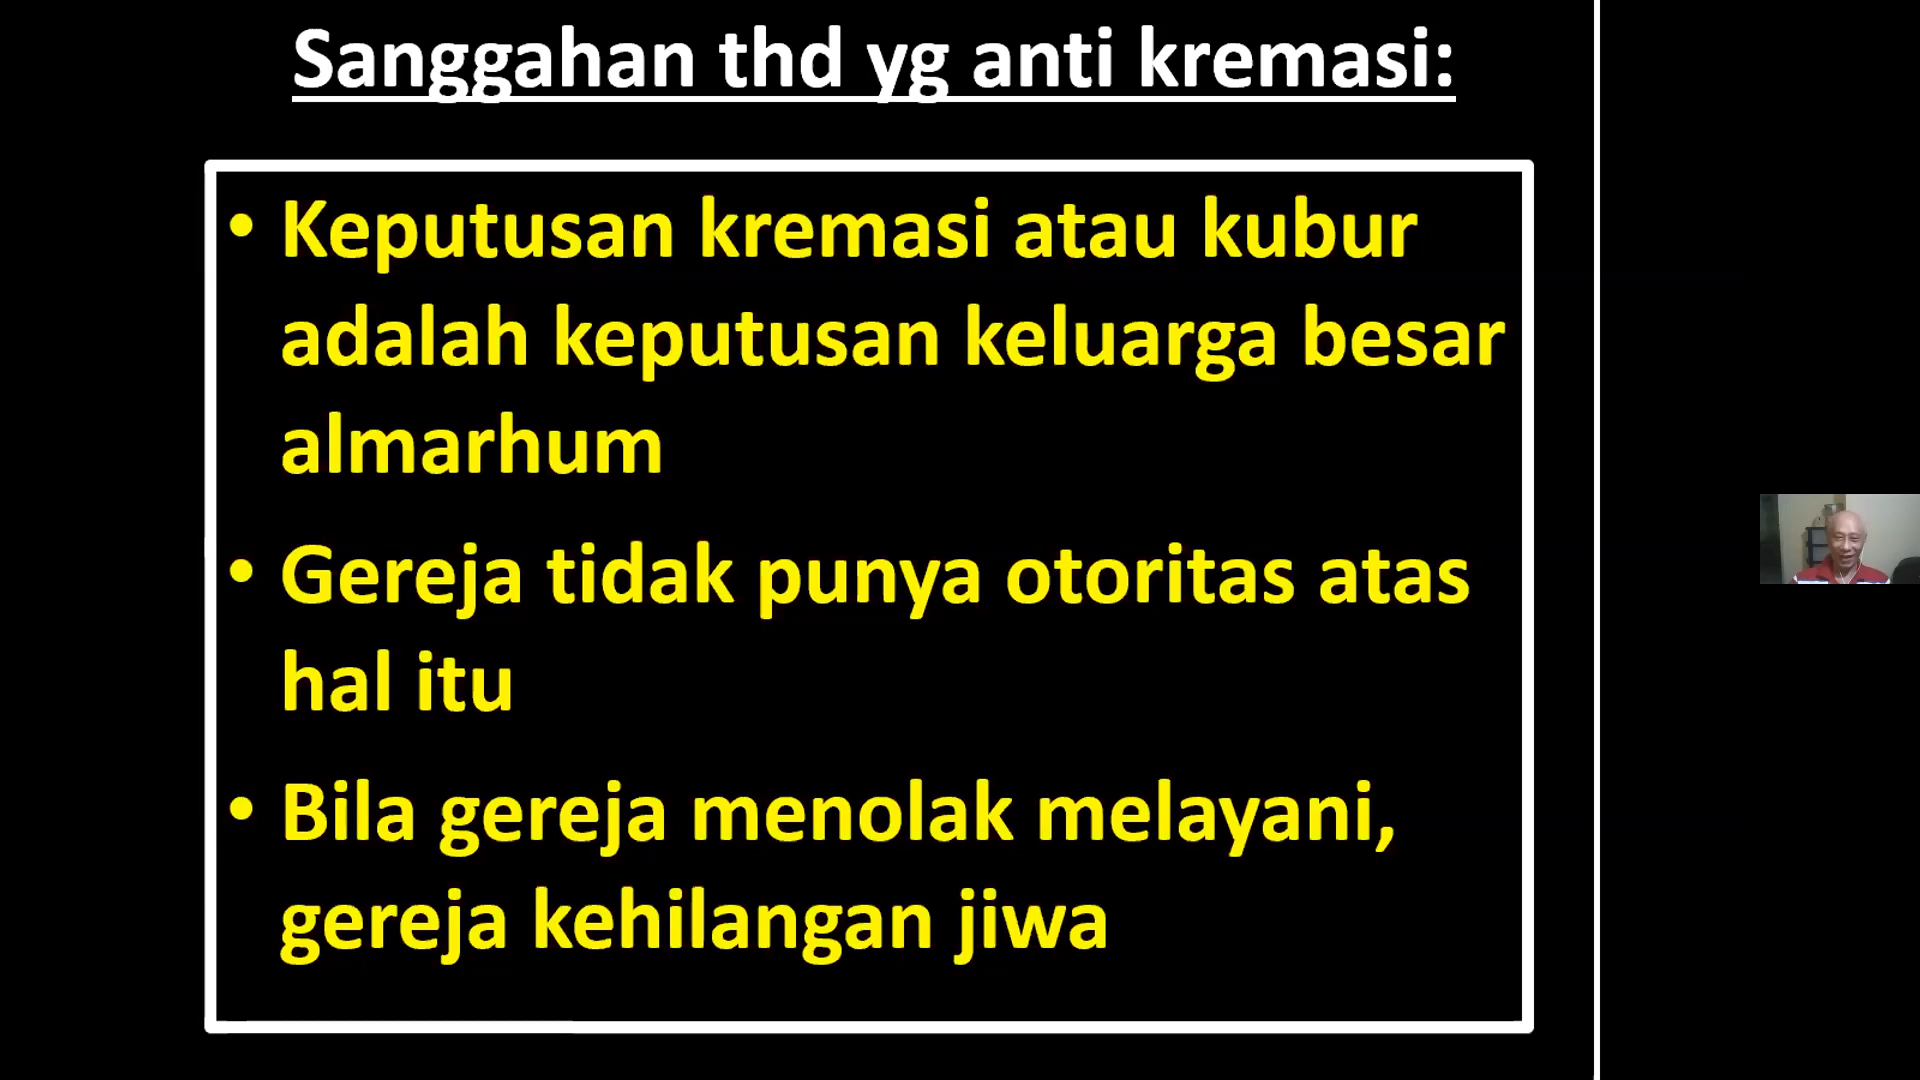 Sanggahan thd yg anti kremasi:
• Keputusan kremasi atau kubur
adalah keputusan keluarga besar
almarhum
• Gereja tidak punya otoritas atas
hal itu
• Bila gereja menolak melayani,
gereja kehilangan jiwa